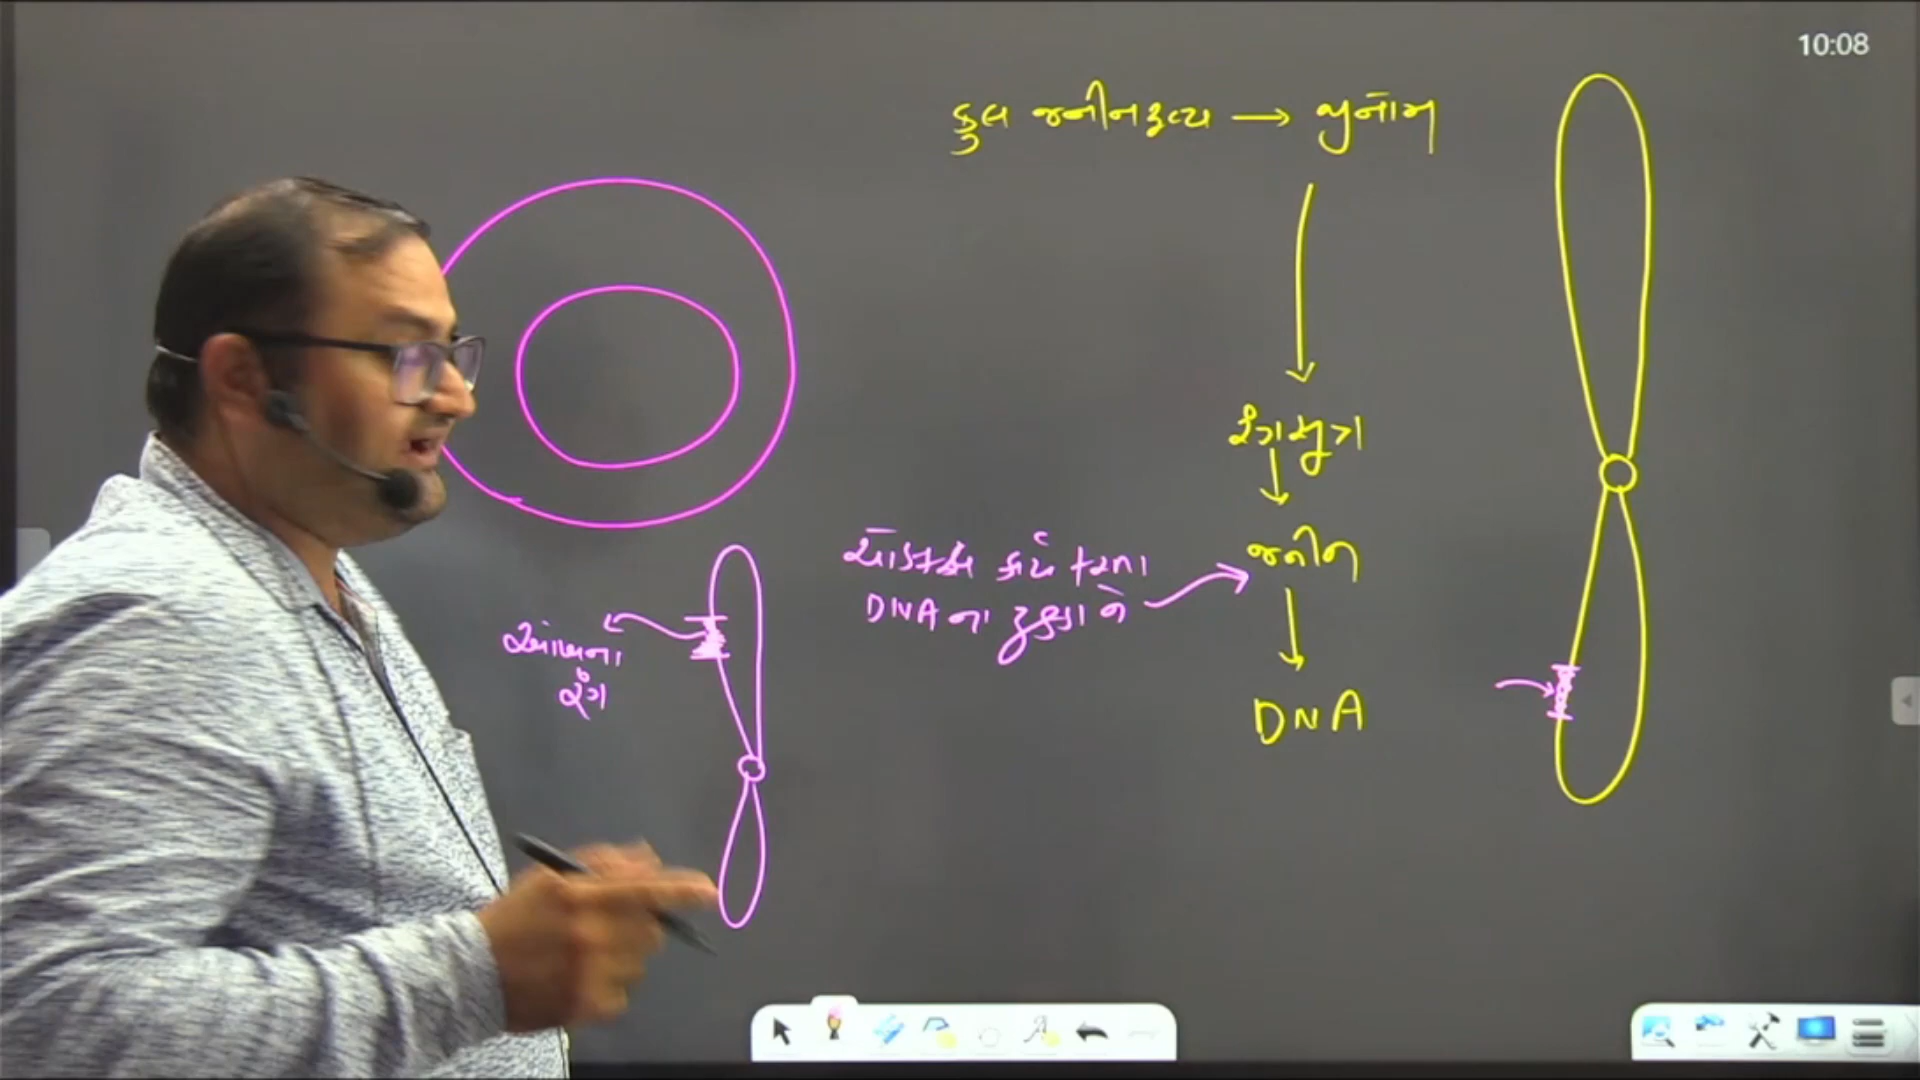 10:08
કુલ જનીનદ્રવ્ય → જીનોમ
રંગસૂત્ર
જનીન
ચોક્કસ કાર્ય કરતા
DNA ના ટુકડાને
આંખના
રંગ
DNA